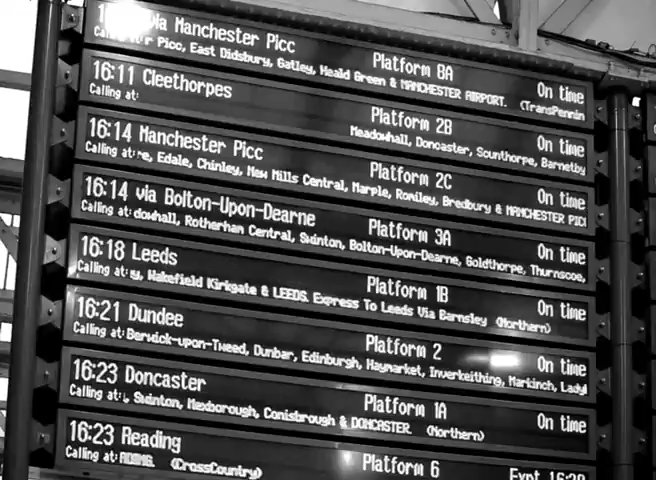 via Manchester Picc Platform 8A On time
r Picc, East Didsbury, Gatley, Heald Green & MANCHESTER AIRPORT. (TransPennin
16:11 Cleethorpes Platform 2B On time
Calling at: Meadowhall, Doncaster, Scunthorpe, Barnetby
16:14 Manchester Picc Platform 2C On time
Calling at: re, Edale, Chinley, New Mills Central, Marple, Romiley, Bredbury & MANCHESTER PICC
16:14 via Bolton-Upon-Dearne Platform 3A On time
Calling at: dowhall, Rotherham Central, Swinton, Bolton-Upon-Dearne, Goldthorpe, Thurnscoe,
16:18 Leeds Platform 1B On time
Calling at: y, Wakefield Kirkgate & LEEDS. Express To Leeds Via Barnsley (Northern)
16:21 Dundee Platform 2 On time
Calling at: Berwick-upon-Tweed, Dunbar, Edinburgh, Haymarket, Inverkeithing, Markinch, Lady
16:23 Doncaster Platform 1A On time
Calling at: , Swinton, Mexborough, Conisbrough & DONCASTER. (Northern)
16:23 Reading Platform 6 Expt
Calling at: (CrossCountry)